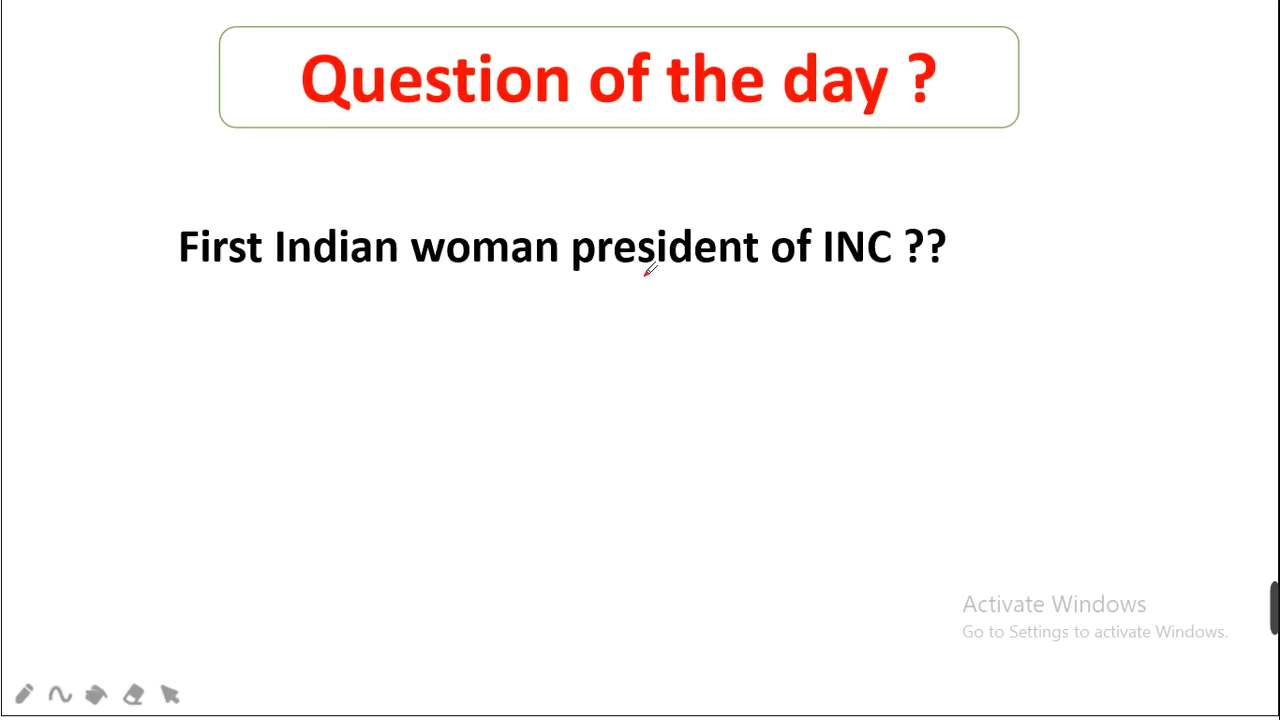 Question of the day ?
First Indian woman president of INC ??
Activate Windows
Go to Settings to activate Windows.